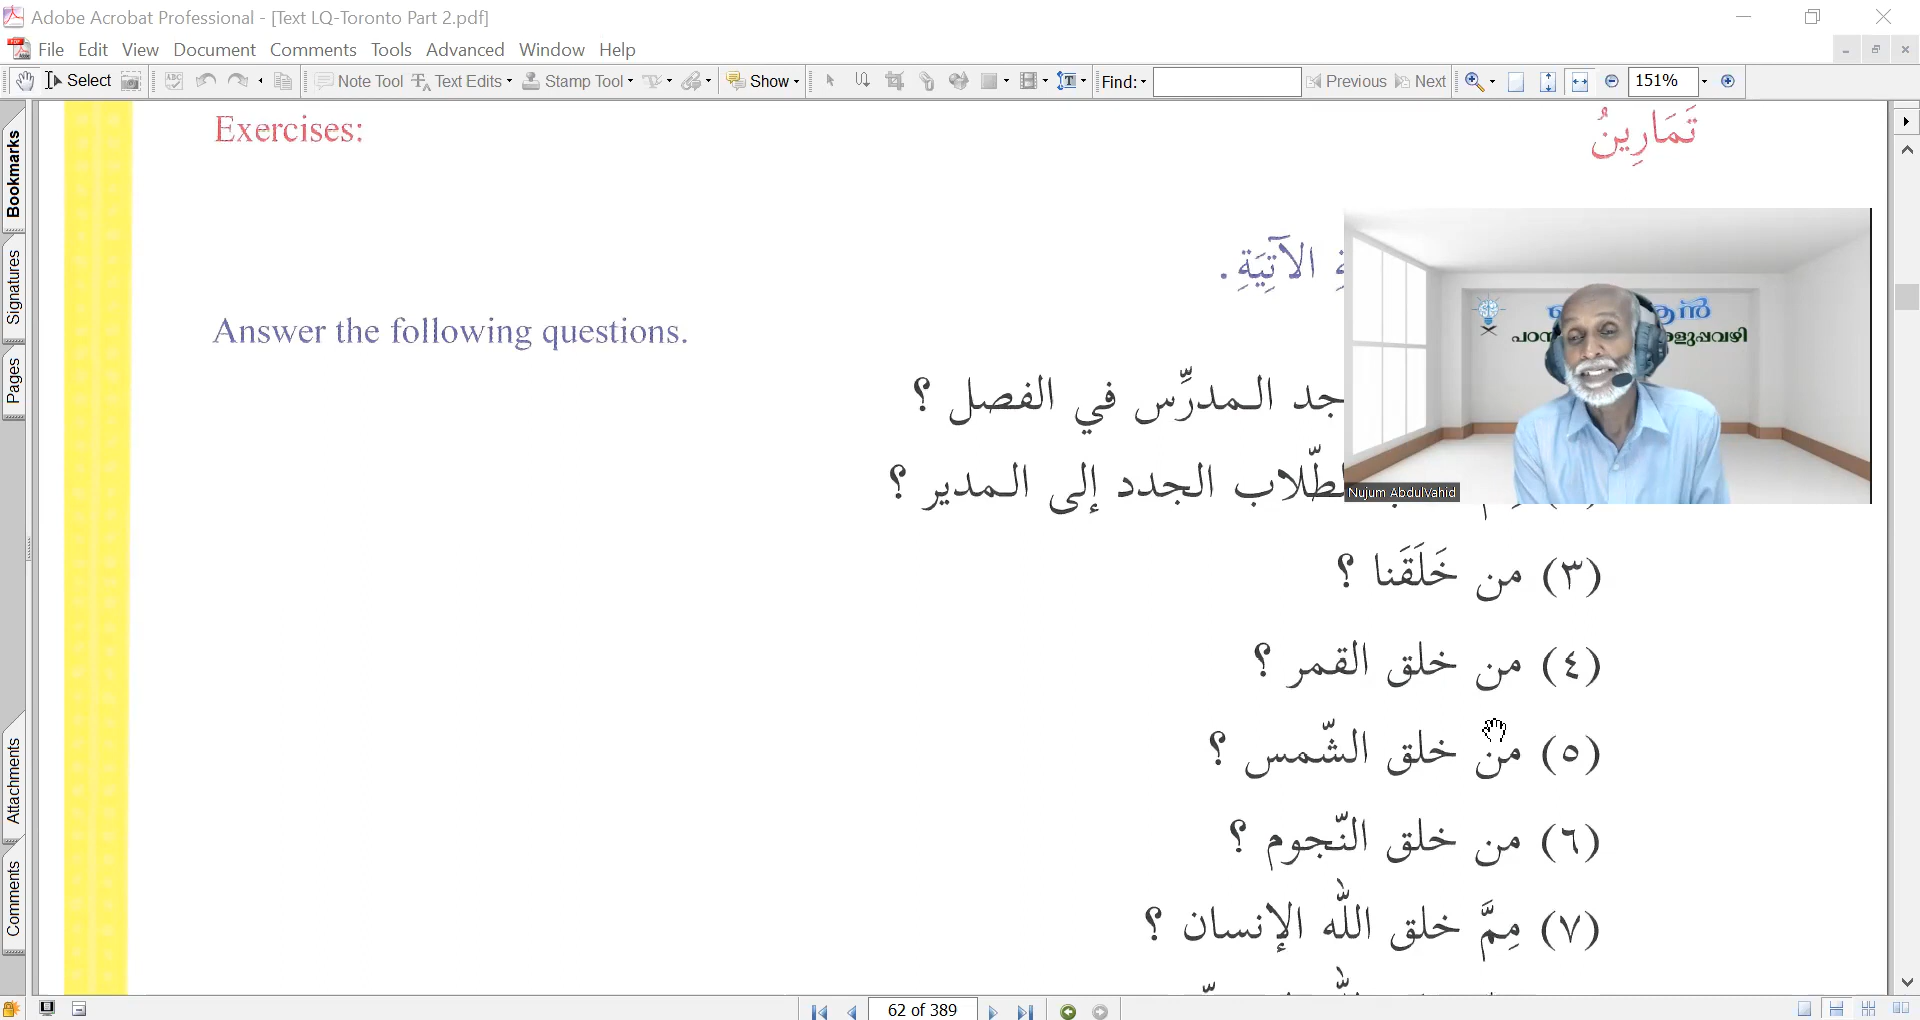 Adobe Acrobat Professional - [Text LQ-Toronto Part 2.pdf]
File Edit View Document Comments Tools Advanced Window Help
Select Note Tool Text Edits Stamp Tool Show Find: Previous Next 151%
Bookmarks
Signatures
Pages
Attachments
Comments
Exercises: تَمَارِينُ
الآتِيَةِ .
Answer the following questions.
المدرِّس في الفصل ؟
الجدد إلى المدير ؟
പഠന ളുപ്പവഴി
Nujum AbdulVahid
(٣) من خَلَقَنا ؟
(٤) من خلق القمر ؟
(٥) من خلق الشّمس ؟
(٦) من خلق النّجوم ؟
(٧) مِمَّ خلق اللّٰه الإنسان ؟
62 of 389